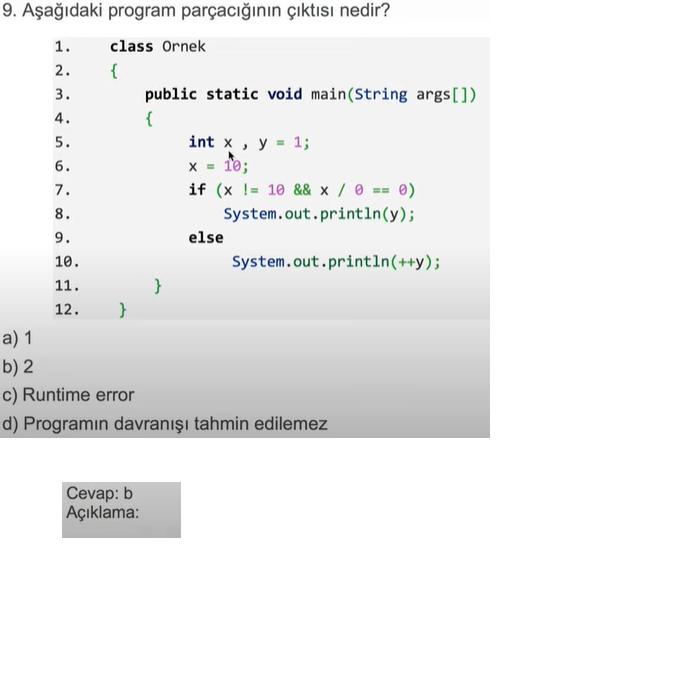 9. Aşağıdaki program parçacığının çıktısı nedir?
1. class Ornek
2. {
3. public static void main(String args[])
4. {
5. int x , y = 1;
6. x = 10;
7. if (x != 10 && x / 0 == 0)
8. System.out.println(y);
9. else
10. System.out.println(++y);
11. }
12. }
a) 1
b) 2
c) Runtime error
d) Programın davranışı tahmin edilemez
Cevap: b
Açıklama: